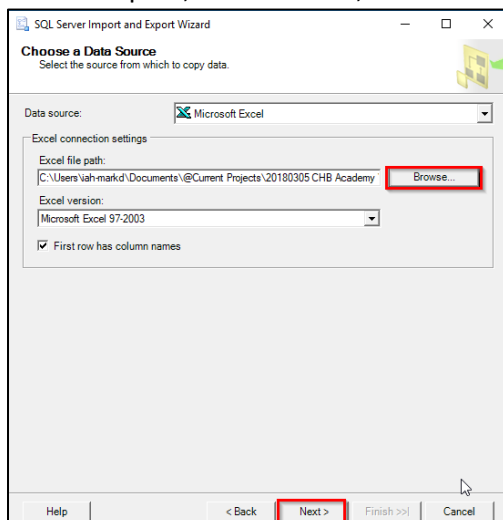 SQL Server Import and Export Wizard
Choose a Data Source
Select the source from which to copy data.
Data source: Microsoft Excel
Excel connection settings
Excel file path:
C:\Users\iah-markd\Documents\@Current Projects\20180305 CHB Academy Browse...
Excel version:
Microsoft Excel 97-2003
First row has column names
Help < Back Next > Finish >>| Cancel